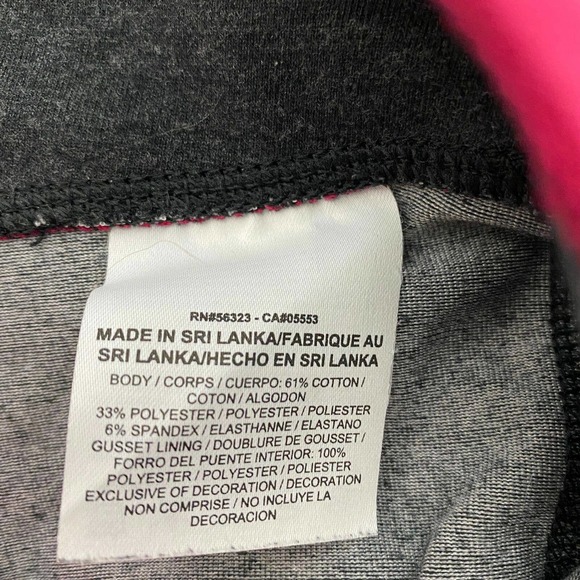 RN#56323 - CA#05553
MADE IN SRI LANKA/FABRIQUE AU
SRI LANKA/HECHO EN SRI LANKA
BODY / CORPS / CUERPO: 61% COTTON /
COTON / ALGODON
33% POLYESTER / POLYESTER / POLIESTER
6% SPANDEX / ELASTHANNE / ELASTANO
GUSSET LINING / DOUBLURE DE GOUSSET /
FORRO DEL PUENTE INTERIOR: 100%
POLYESTER / POLYESTER / POLIESTER
EXCLUSIVE OF DECORATION / DECORATION
NON COMPRISE / NO INCLUYE LA
DECORACION